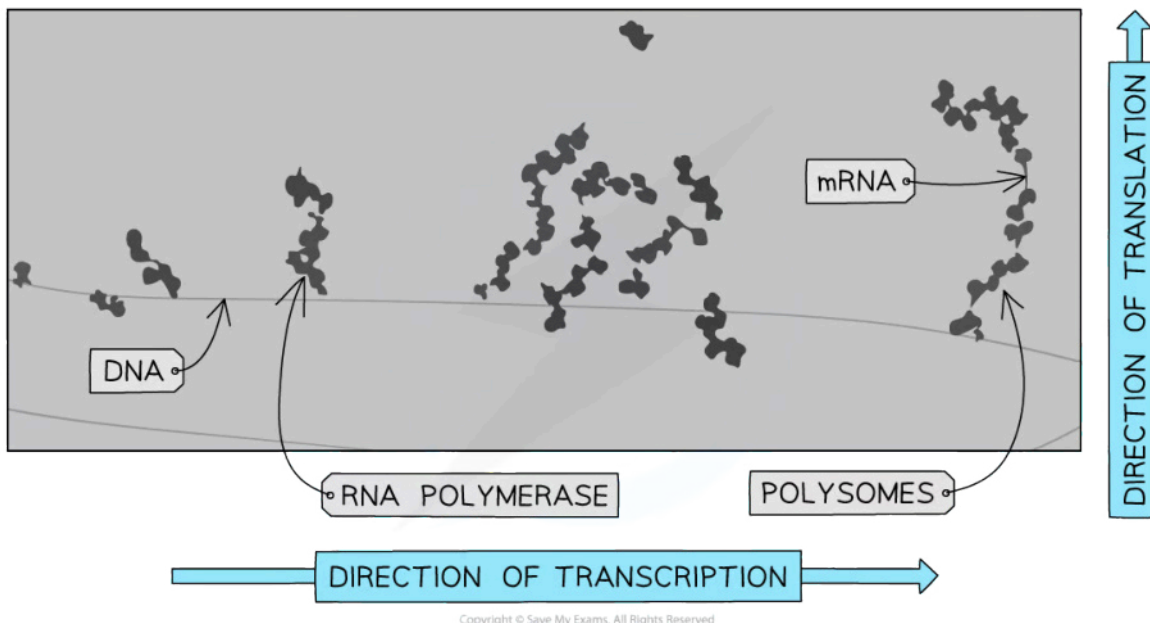 mRNA
DIRECTION OF TRANSLATION
DNA
RNA POLYMERASE
POLYSOMES
DIRECTION OF TRANSCRIPTION
Copyright © Save My Exams. All Rights Reserved